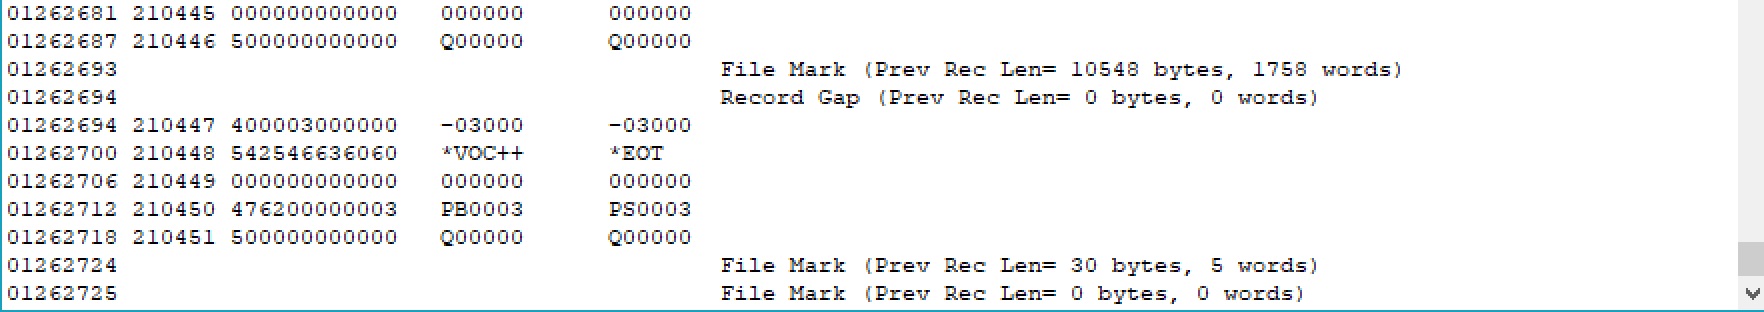 01262681 210445 000000000000 000000 000000
01262687 210446 500000000000 Q00000 Q00000
01262693 File Mark (Prev Rec Len= 10548 bytes, 1758 words)
01262694 Record Gap (Prev Rec Len= 0 bytes, 0 words)
01262694 210447 400003000000 -03000 -03000
01262700 210448 542546636060 *VOC++ *EOT
01262706 210449 000000000000 000000 000000
01262712 210450 476200000003 PB0003 PS0003
01262718 210451 500000000000 Q00000 Q00000
01262724 File Mark (Prev Rec Len= 30 bytes, 5 words)
01262725 File Mark (Prev Rec Len= 0 bytes, 0 words)